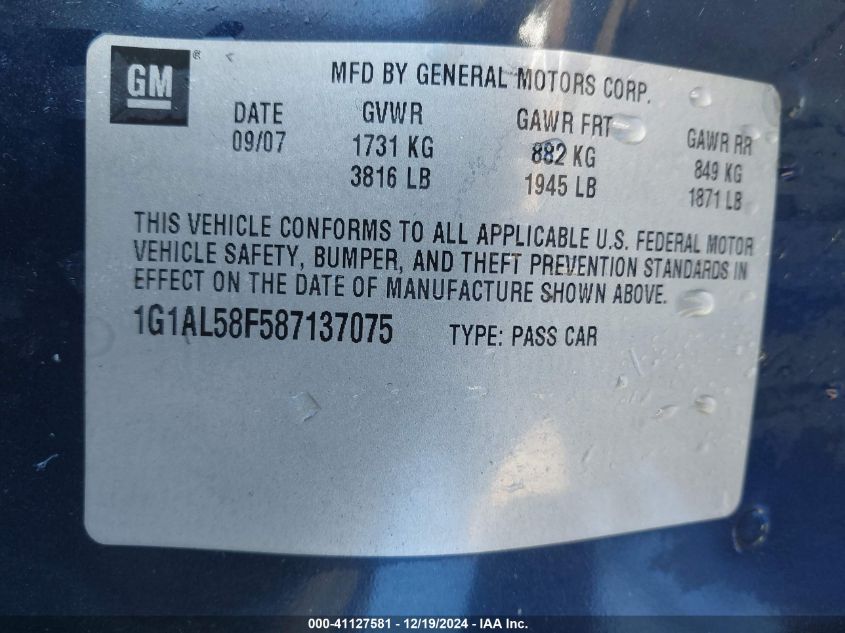 GM ®
MFD BY GENERAL MOTORS CORP.
DATE GVWR GAWR FRT GAWR RR
09/07 1731 KG 882 KG 849 KG
3816 LB 1945 LB 1871 LB
THIS VEHICLE CONFORMS TO ALL APPLICABLE U.S. FEDERAL MOTOR
VEHICLE SAFETY, BUMPER, AND THEFT PREVENTION STANDARDS IN
EFFECT ON THE DATE OF MANUFACTURE SHOWN ABOVE.
1G1AL58F587137075 TYPE: PASS CAR
000-41127581 - 12/19/2024 - IAA Inc.